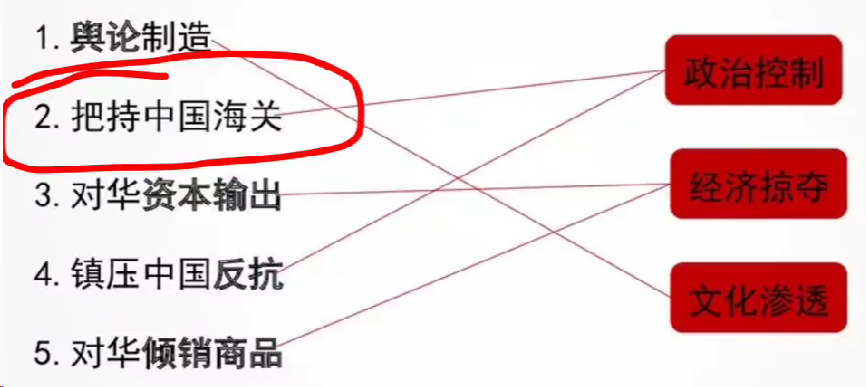 1. 舆论制造
政治控制
2. 把持中国海关
经济掠夺
3. 对华资本输出
4. 镇压中国反抗
文化渗透
5. 对华倾销商品